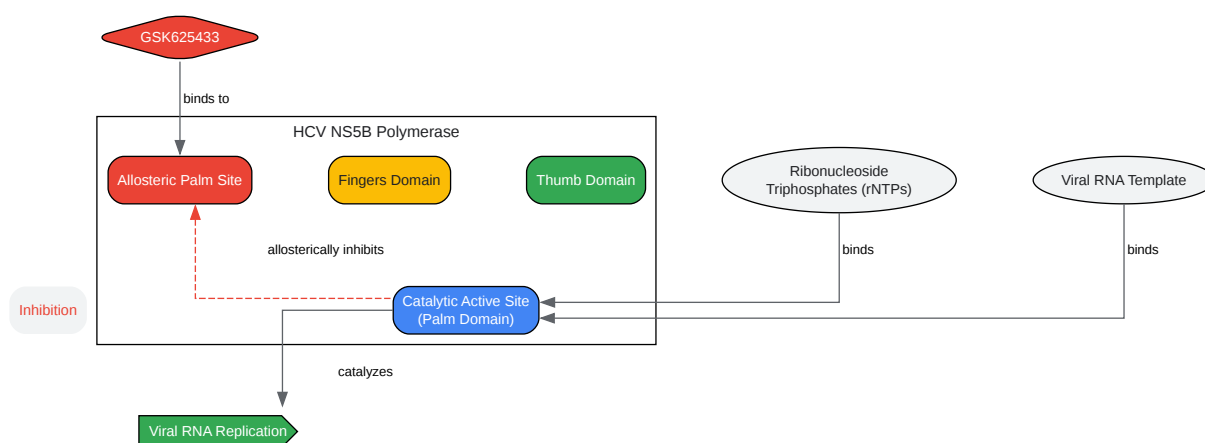 GSK625433
binds to
HCV NS5B Polymerase
Allosteric Palm Site
Fingers Domain
Thumb Domain
Ribonucleoside
Triphosphates (rNTPs)
Viral RNA Template
allosterically inhibits
binds
binds
Inhibition
Catalytic Active Site
(Palm Domain)
catalyzes
Viral RNA Replication